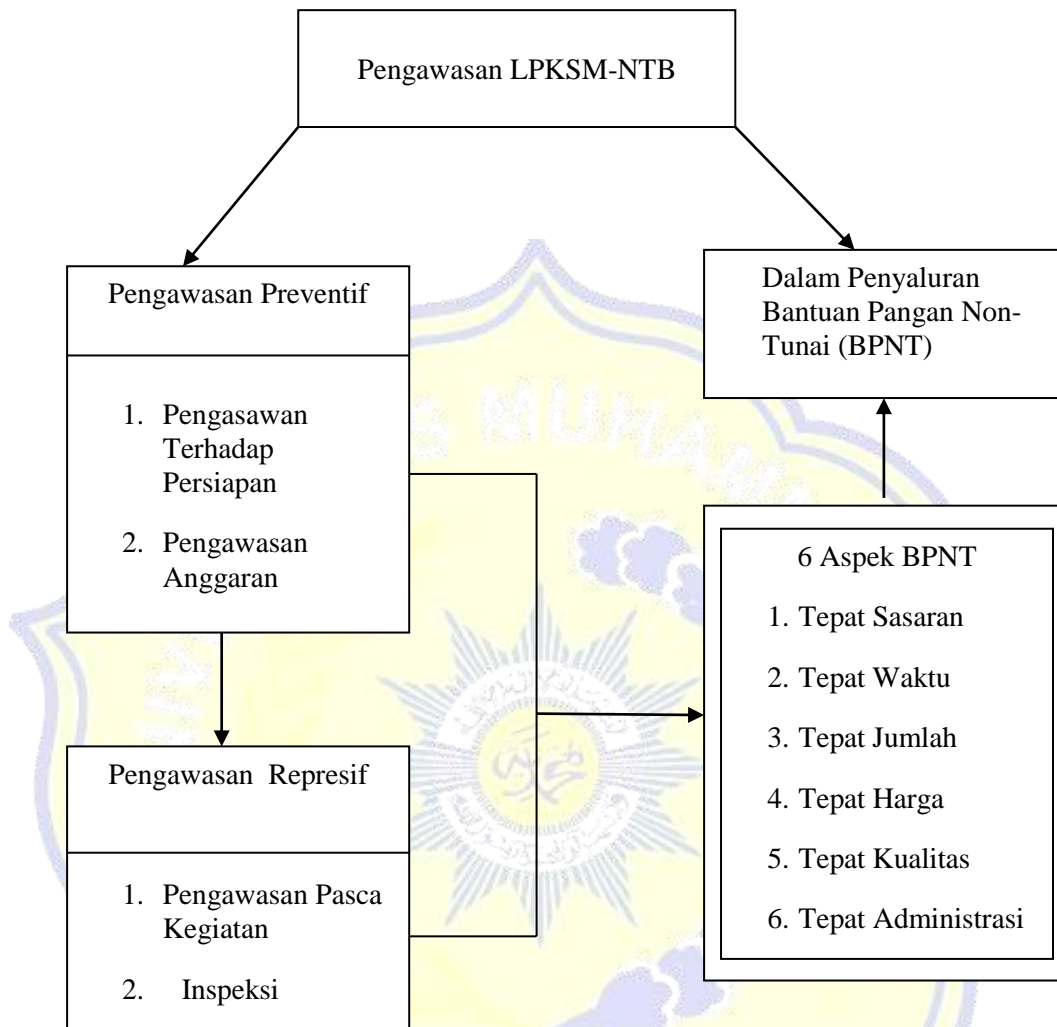 Pengawasan LPKSM-NTB
Pengawasan Preventif
1. Pengasawan
Terhadap
Persiapan
2. Pengawasan
Anggaran
Pengawasan Represif
1. Pengawasan Pasca
Kegiatan
2. Inspeksi
Dalam Penyaluran
Bantuan Pangan Non-
Tunai (BPNT)
6 Aspek BPNT
1. Tepat Sasaran
2. Tepat Waktu
3. Tepat Jumlah
4. Tepat Harga
5. Tepat Kualitas
6. Tepat Administrasi